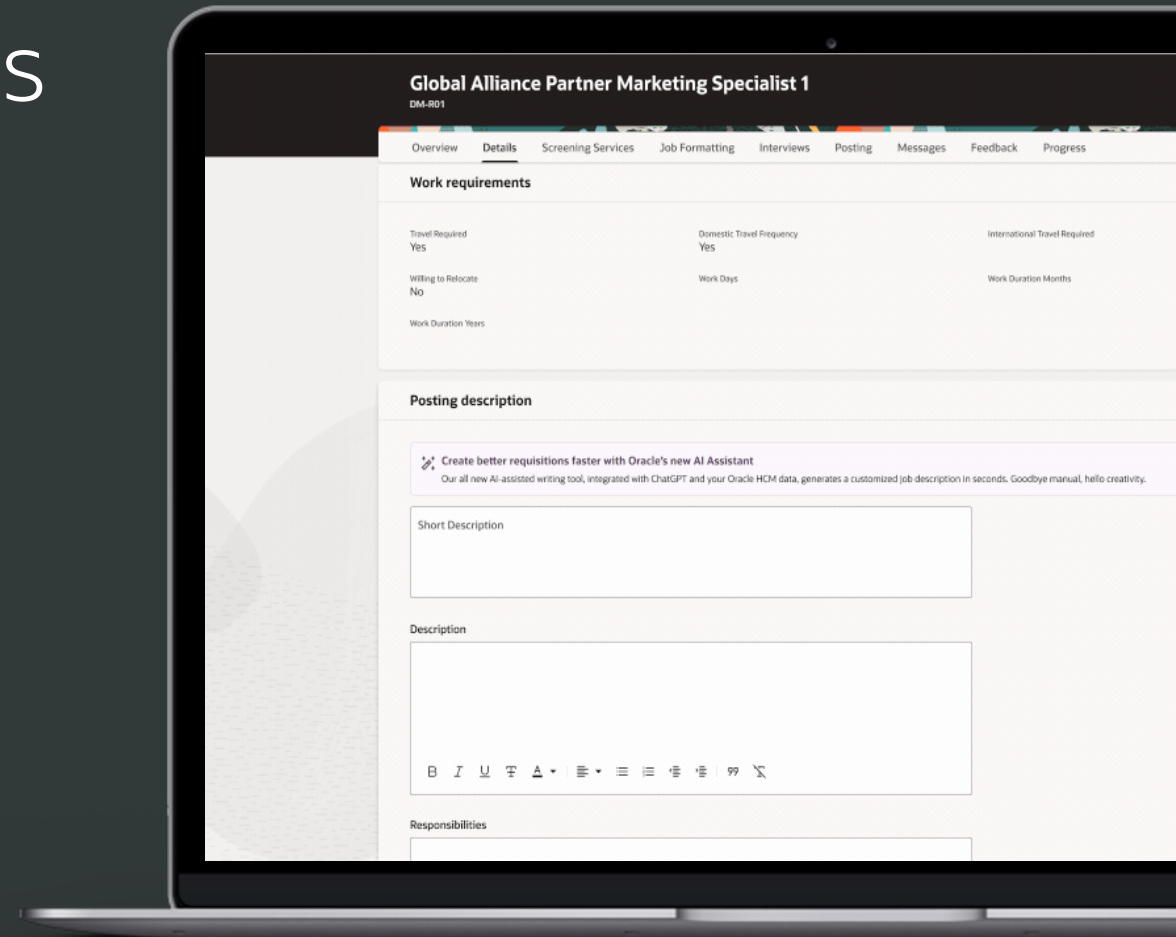 S
Global Alliance Partner Marketing Specialist 1
DM-R01
Overview Details Screening Services Job Formatting Interviews Posting Messages Feedback Progress
Work requirements
Travel Required Domestic Travel Frequency International Travel Required
Yes Yes
Willing to Relocate Work Days Work Duration Months
No
Work Duration Years
Posting description
Create better requisitions faster with Oracle's new AI Assistant
Our all new AI-assisted writing tool, integrated with ChatGPT and your Oracle HCM data, generates a customized job description in seconds. Goodbye manual, hello creativity.
Short Description
Description
B I U T A 99 T
Responsibilities